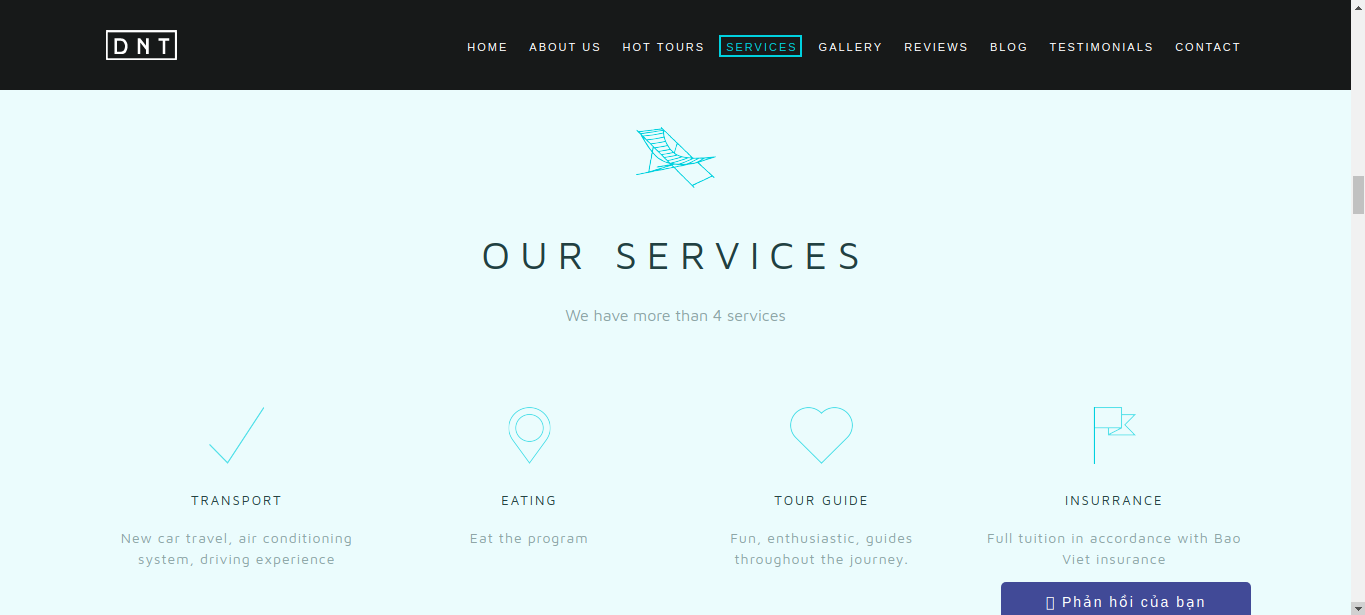 DNT
HOME ABOUT US HOT TOURS SERVICES GALLERY REVIEWS BLOG TESTIMONIALS CONTACT
OUR SERVICES
We have more than 4 services
TRANSPORT
New car travel, air conditioning
system, driving experience
EATING
Eat the program
TOUR GUIDE
Fun, enthusiastic, guides
throughout the journey.
INSURRANCE
Full tuition in accordance with Bao
Viet insurance
Phản hồi của bạn